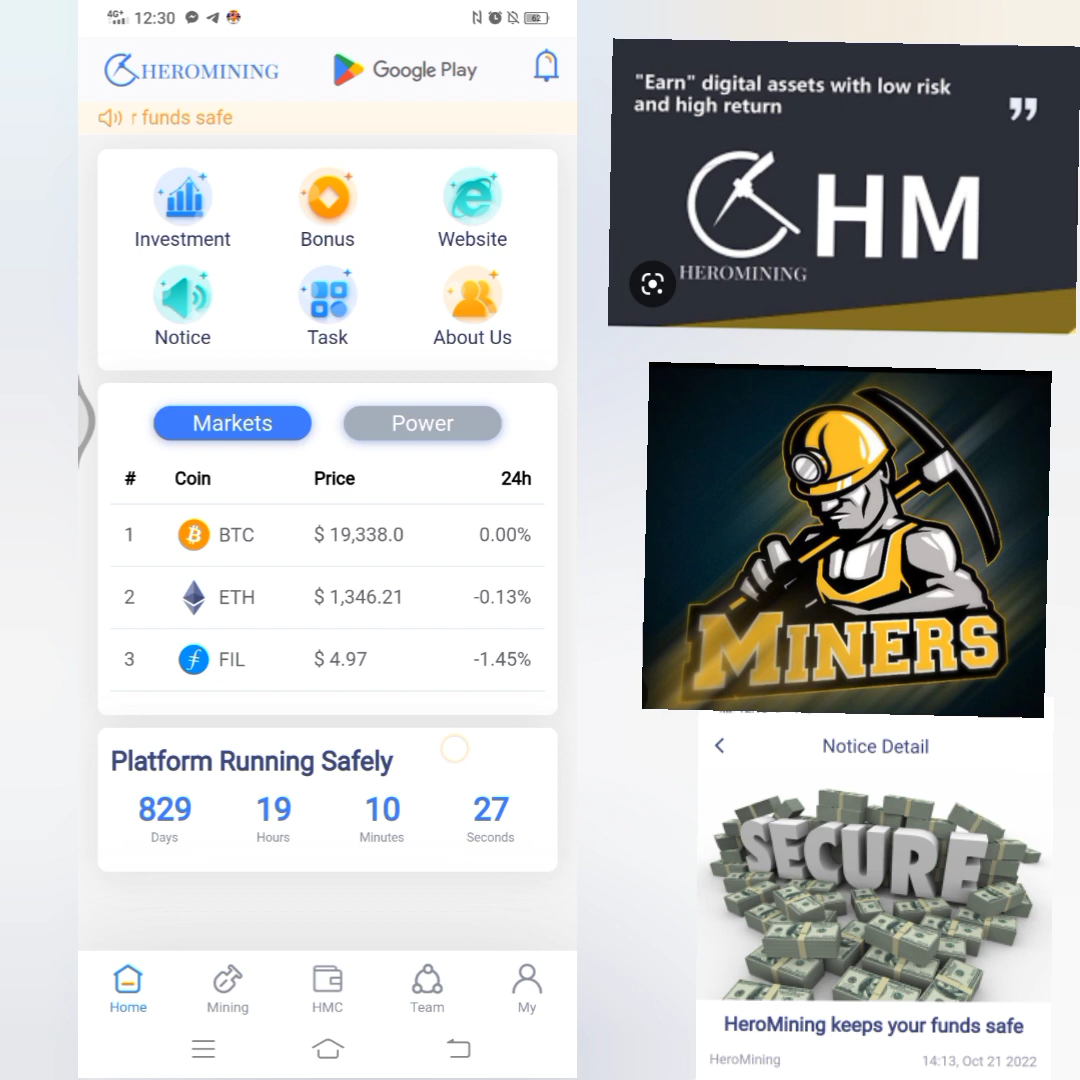 4G+ 12:30 62
HEROMINING
Google Play
r funds safe
Investment Bonus Website
Notice Task About Us
Markets Power
# Coin Price 24h
1 BTC $ 19,338.0 0.00%
2 ETH $ 1,346.21 -0.13%
3 FIL $ 4.97 -1.45%
Platform Running Safely
829 19 10 27
Days Hours Minutes Seconds
Home Mining HMC Team My
"Earn" digital assets with low risk
and high return
HM
HEROMINING
MINERS
Notice Detail
SECURE
HeroMining keeps your funds safe
HeroMining 14:13, Oct 21 2022